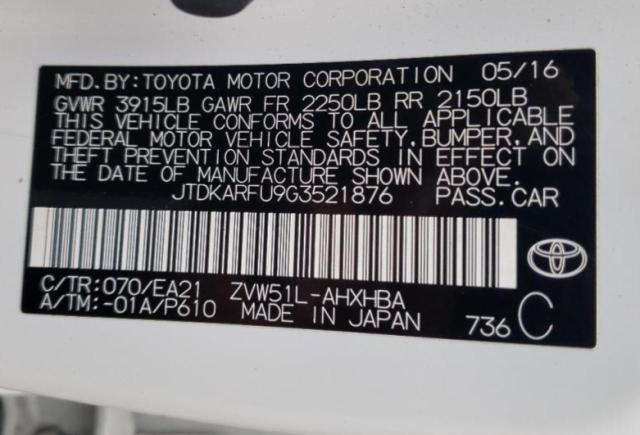 MFD.BY:TOYOTA MOTOR CORPORATION 05/16
GVWR 3915LB GAWR FR 2250LB RR 2150LB
THIS VEHICLE CONFORMS TO ALL APPLICABLE
FEDERAL MOTOR VEHICLE SAFETY,BUMPER,AND
THEFT PREVENTION STANDARDS IN EFFECT ON
THE DATE OF MANUFACTURE SHOWN ABOVE.
JTDKARFU9G3521876 PASS.CAR
C/TR:070/EA21 ZVW51L-AHXHBA
A/TM:-01A/P610 MADE IN JAPAN 736 C